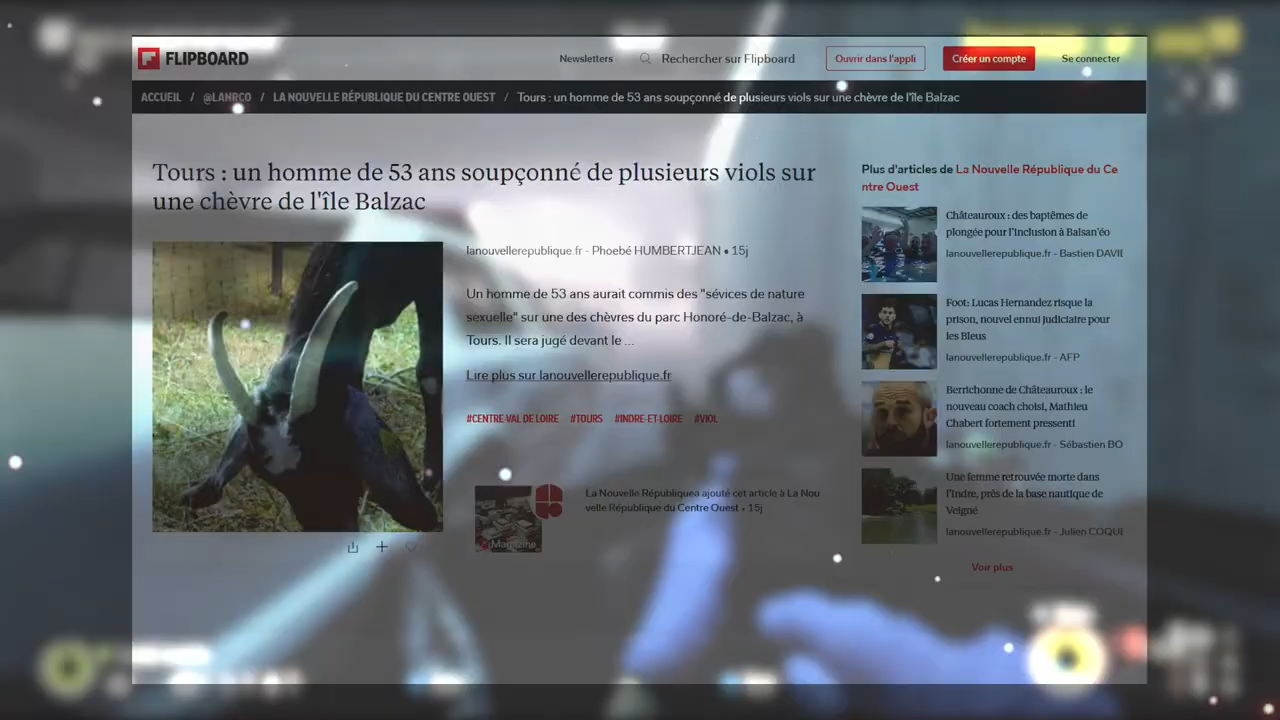 FLIPBOARD
Newsletters
Rechercher sur Flipboard
Ouvrir dans l'appli
Créer un compte
Se connecter
ACCUEIL / @LANRCO / LA NOUVELLE RÉPUBLIQUE DU CENTRE OUEST / Tours : un homme de 53 ans soupçonné de plusieurs viols sur une chèvre de l'île Balzac
Tours : un homme de 53 ans soupçonné de plusieurs viols sur
une chèvre de l'île Balzac
lanouvellerepublique.fr - Phoebé HUMBERTJEAN • 15j
Un homme de 53 ans aurait commis des "sévices de nature
sexuelle" sur une des chèvres du parc Honoré-de-Balzac, à
Tours. Il sera jugé devant le ...
Lire plus sur lanouvellerepublique.fr
#CENTRE-VAL DE LOIRE #TOURS #INDRE-ET-LOIRE #VIOL
Magazine
La Nouvelle Républiquea ajouté cet article à La Nou
velle République du Centre Ouest • 15j
Plus d'articles de La Nouvelle République du Ce
ntre Ouest
Châteauroux : des baptêmes de
plongée pour l'inclusion à Balsan'éo
lanouvellerepublique.fr - Bastien DAVID
Foot: Lucas Hernandez risque la
prison, nouvel ennui judiciaire pour
les Bleus
lanouvellerepublique.fr - AFP
Berrichonne de Châteauroux : le
nouveau coach choisi, Mathieu
Chabert fortement pressenti
lanouvellerepublique.fr - Sébastien BO
Une femme retrouvée morte dans
l'Indre, près de la base nautique de
Veigné
lanouvellerepublique.fr - Julien COQUE
Voir plus